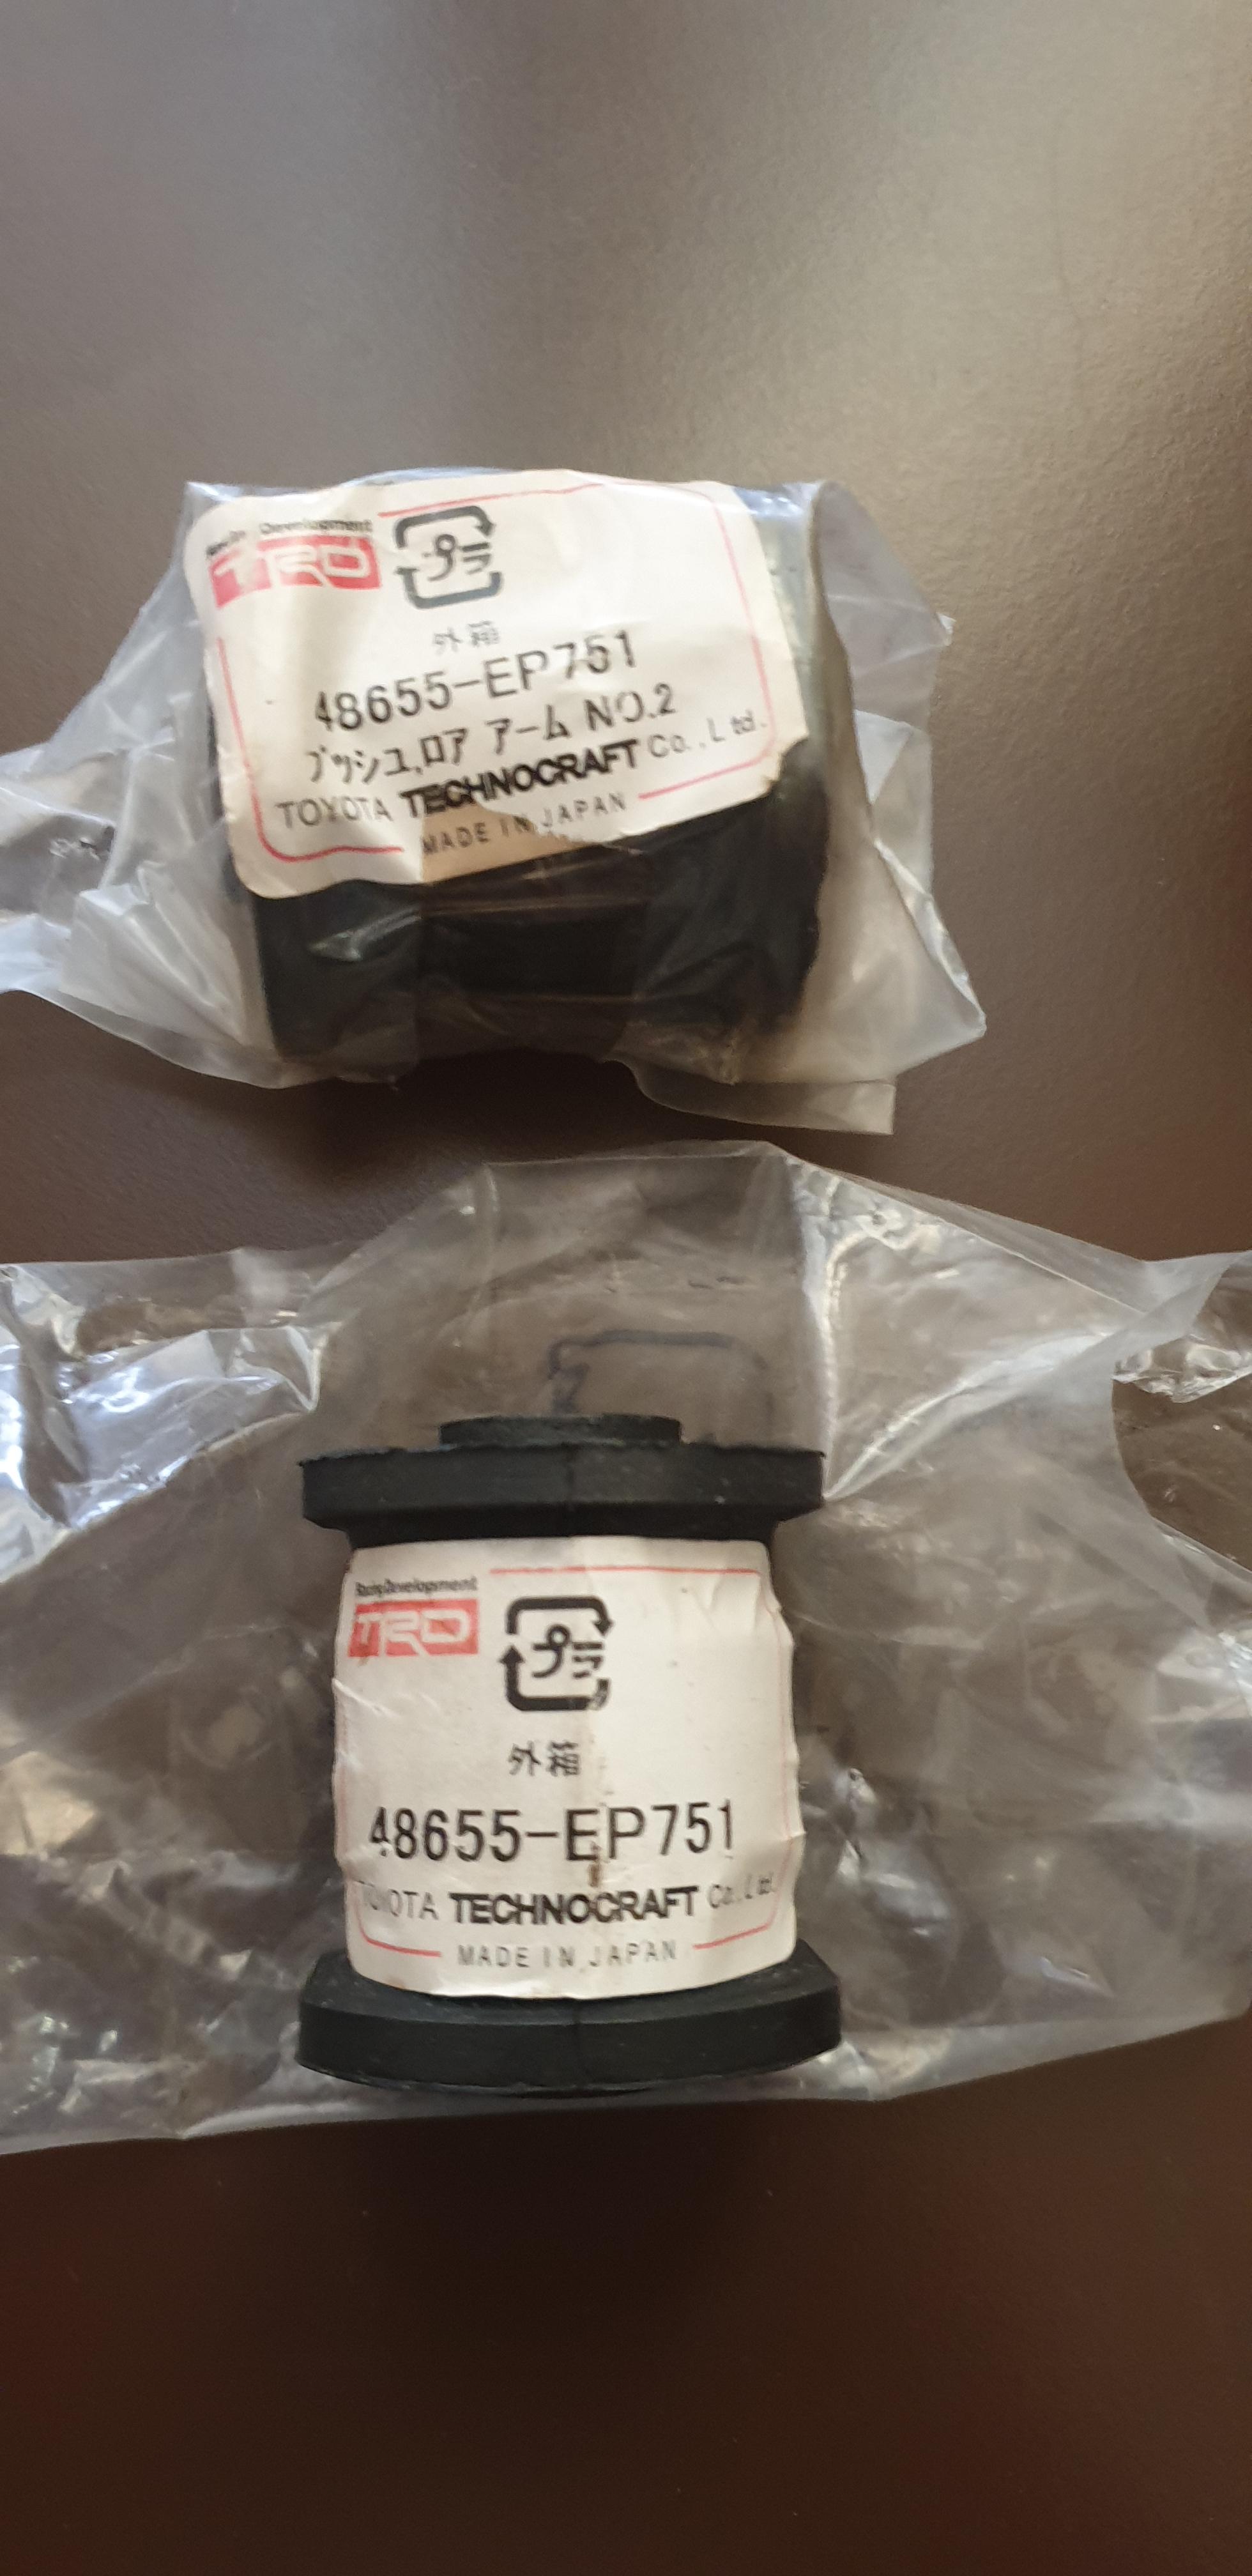 Racing Development
TRD
プラ
外箱
48655-EP751
ブッシュ,ロア アーム NO.2
TOYOTA TECHNOCRAFT Co.,Ltd.
MADE IN JAPAN
Racing Development
TRD
プラ
外箱
48655-EP751
TOYOTA TECHNOCRAFT Co.,Ltd.
MADE IN JAPAN